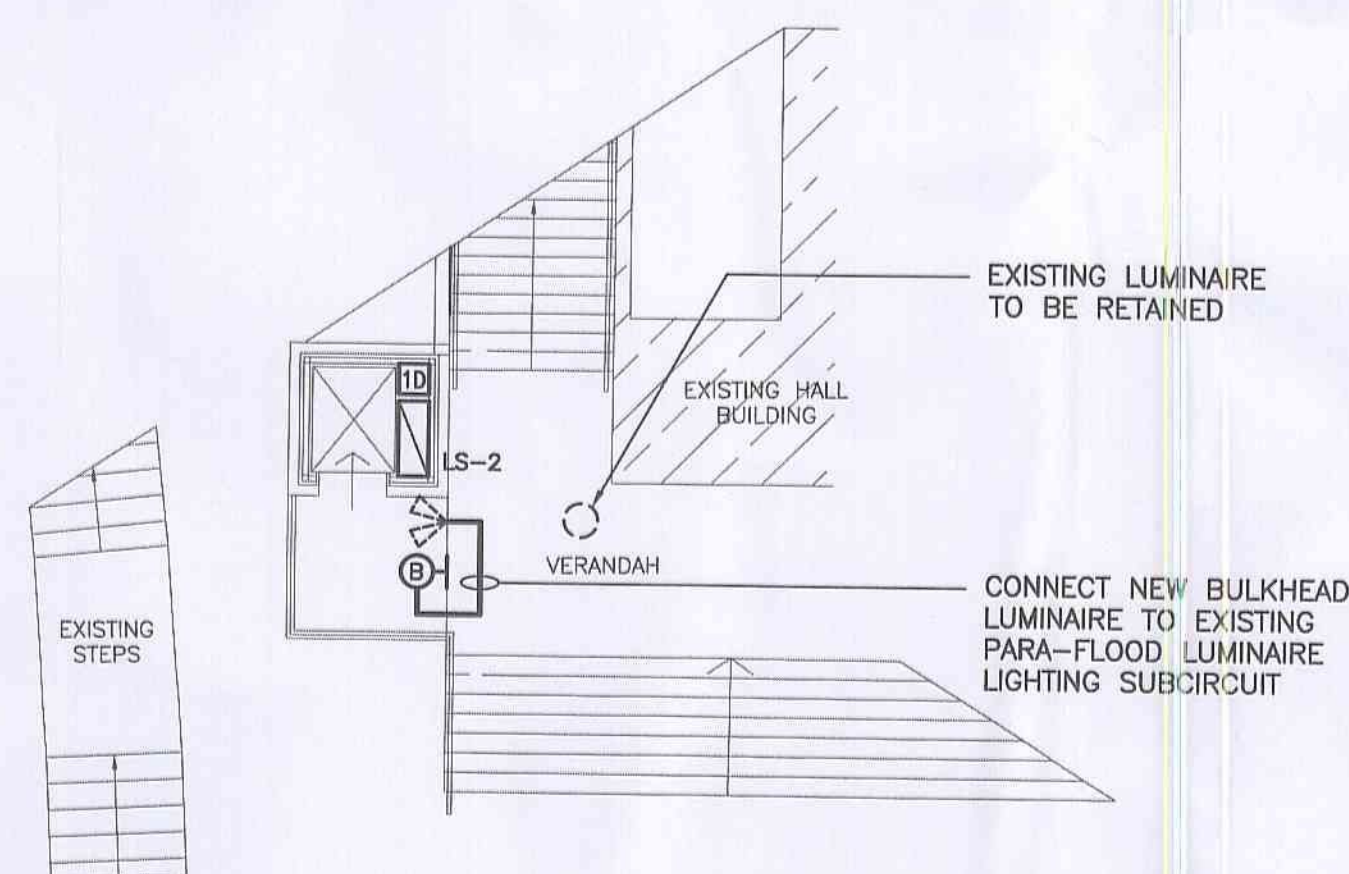 EXISTING LUMINAIRE
TO BE RETAINED
1D
EXISTING HALL
BUILDING
LS-2
VERANDAH
B
CONNECT NEW BULKHEAD
LUMINAIRE TO EXISTING
PARA-FLOOD LUMINAIRE
LIGHTING SUBCIRCUIT
EXISTING
STEPS